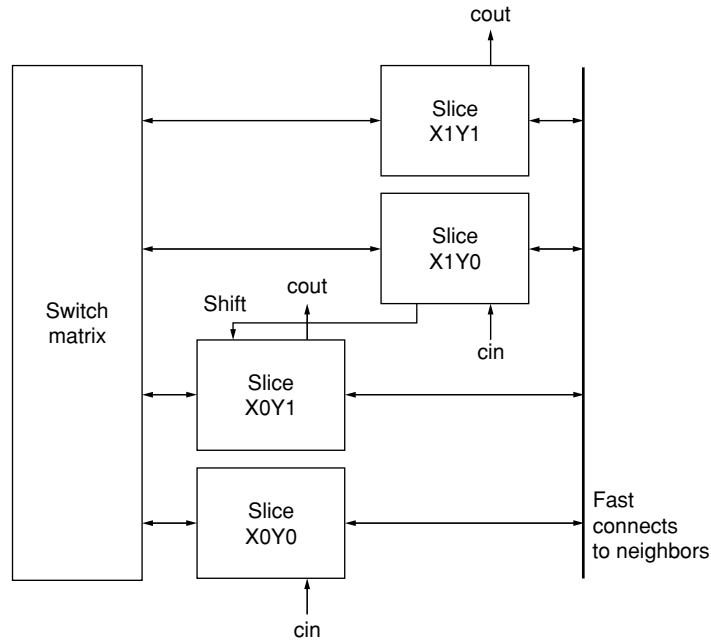 cout
Slice
X1Y1
Slice
X1Y0
cout
Shift
Switch
matrix
cin
Slice
X0Y1
Slice
X0Y0
Fast
connects
to neighbors
cin